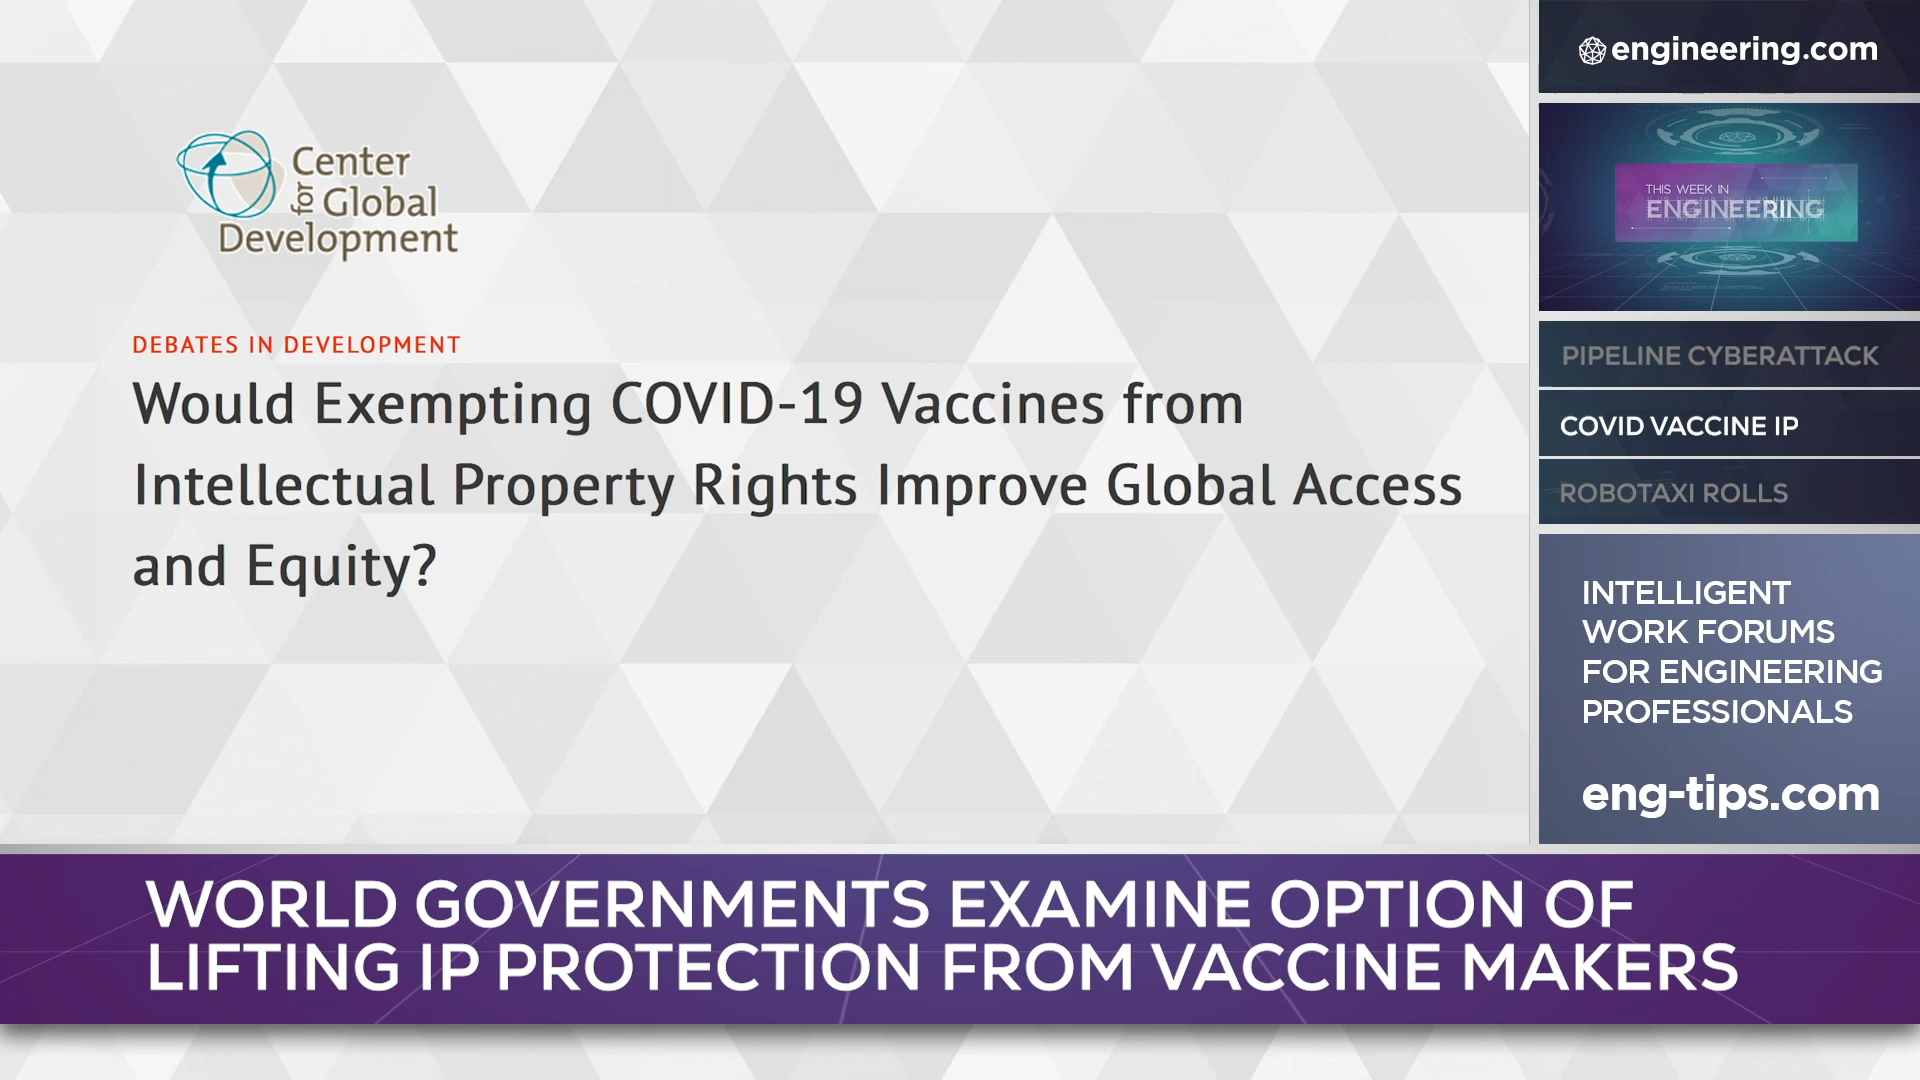 Center
for Global
Development
DEBATES IN DEVELOPMENT
Would Exempting COVID-19 Vaccines from
Intellectual Property Rights Improve Global Access
and Equity?
engineering.com
THIS WEEK IN
ENGINEERING
PIPELINE CYBERATTACK
COVID VACCINE IP
ROBOTAXI ROLLS
INTELLIGENT
WORK FORUMS
FOR ENGINEERING
PROFESSIONALS
eng-tips.com
WORLD GOVERNMENTS EXAMINE OPTION OF
LIFTING IP PROTECTION FROM VACCINE MAKERS